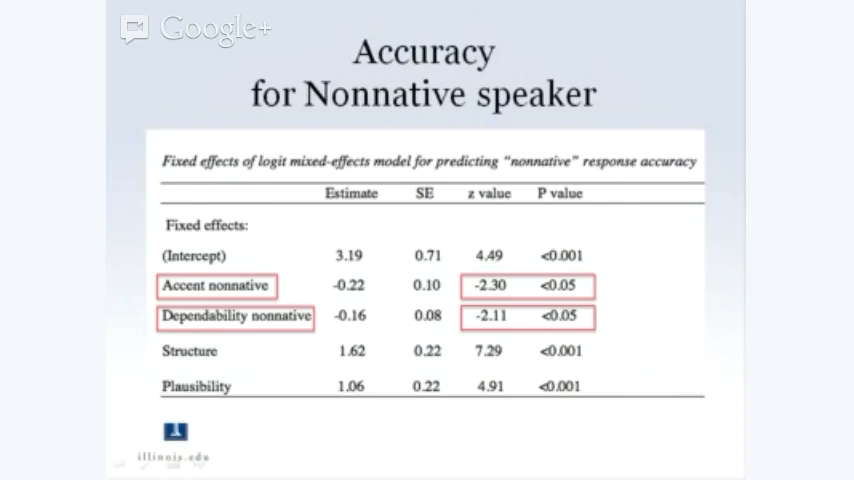 Google+
Accuracy
for Nonnative speaker
Fixed effects of logit mixed-effects model for predicting “nonnative” response accuracy
Estimate SE z value P value
Fixed effects:
(Intercept) 3.19 0.71 4.49 <0.001
Accent nonnative -0.22 0.10 -2.30 <0.05
Dependability nonnative -0.16 0.08 -2.11 <0.05
Structure 1.62 0.22 7.29 <0.001
Plausibility 1.06 0.22 4.91 <0.001
illinois.edu